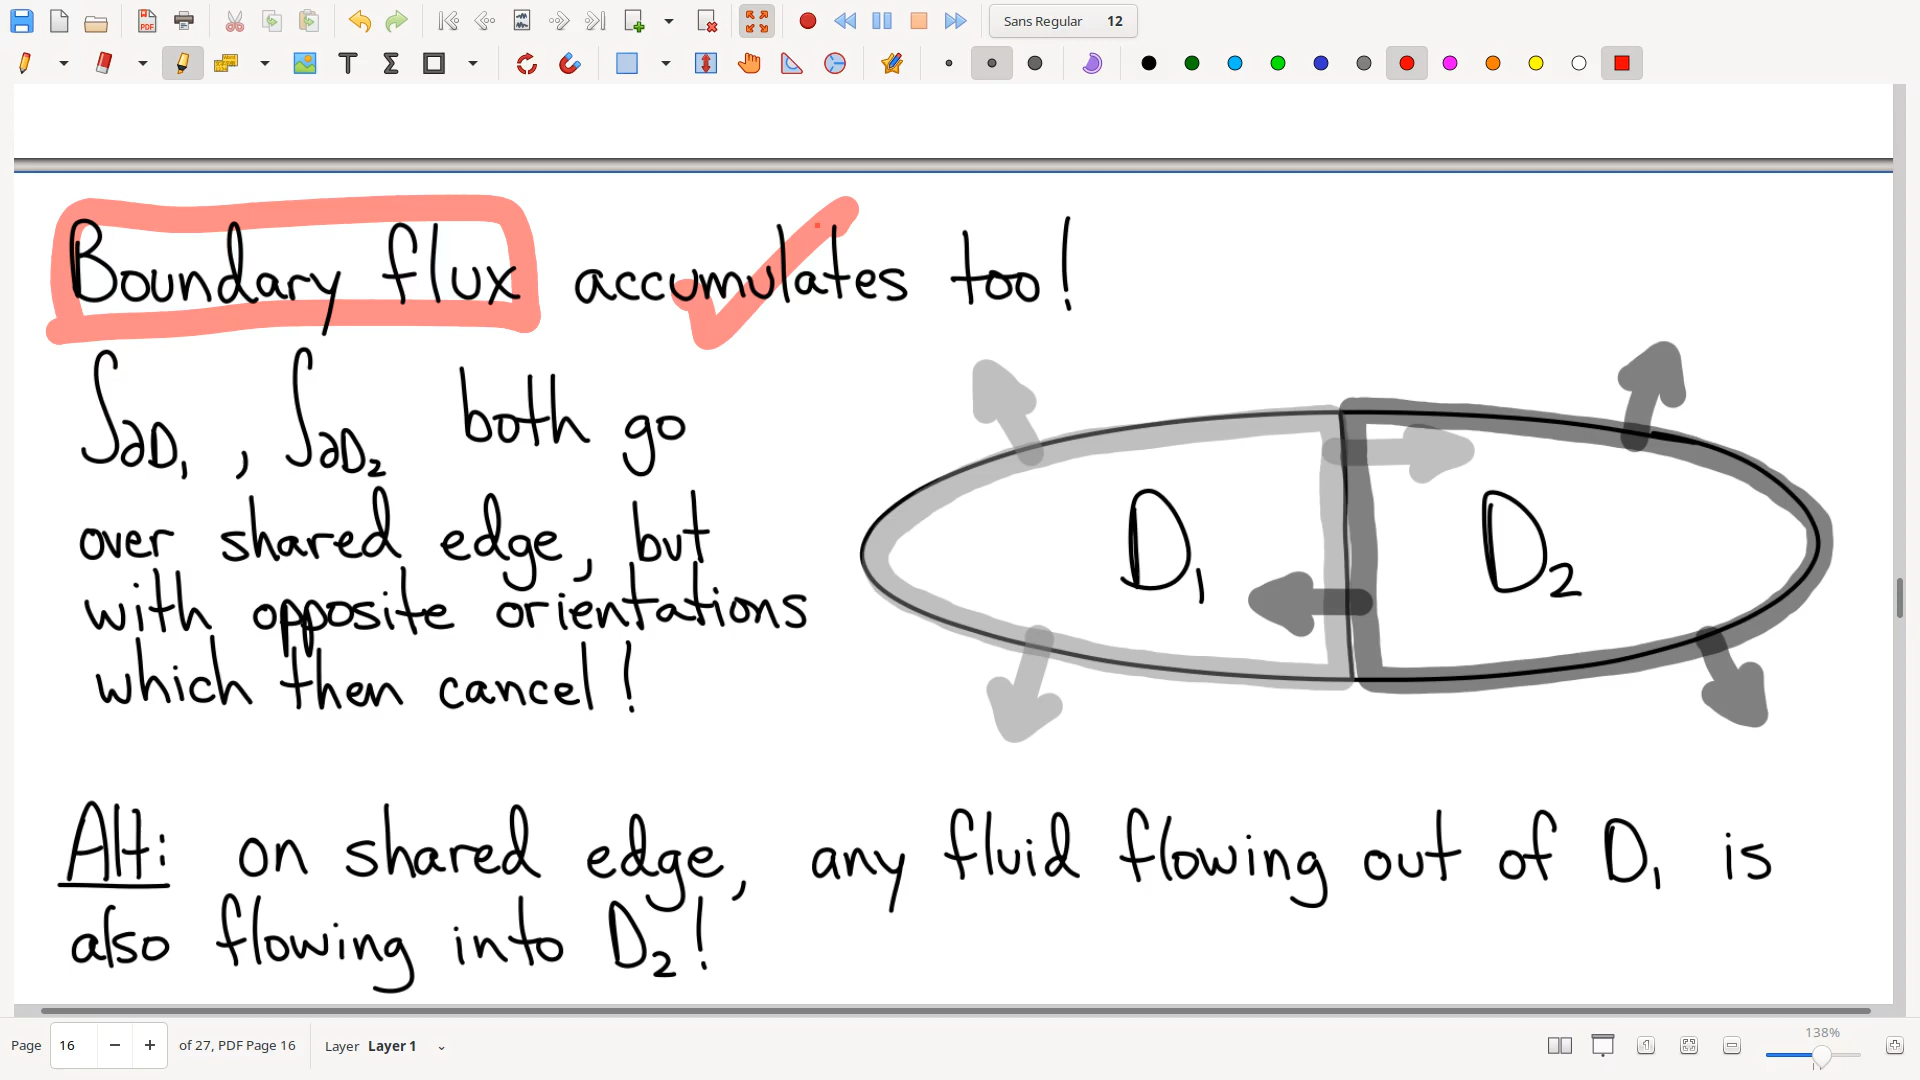 Sans Regular 12
Boundary flux accumulates too!
∫∂D₁ , ∫∂D₂ both go
over shared edge, but
with opposite orientations
which then cancel!
D₁
D₂
Alt: on shared edge, any fluid flowing out of D₁ is
also flowing into D₂!
Page 16 of 27, PDF Page 16 Layer Layer 1
138%